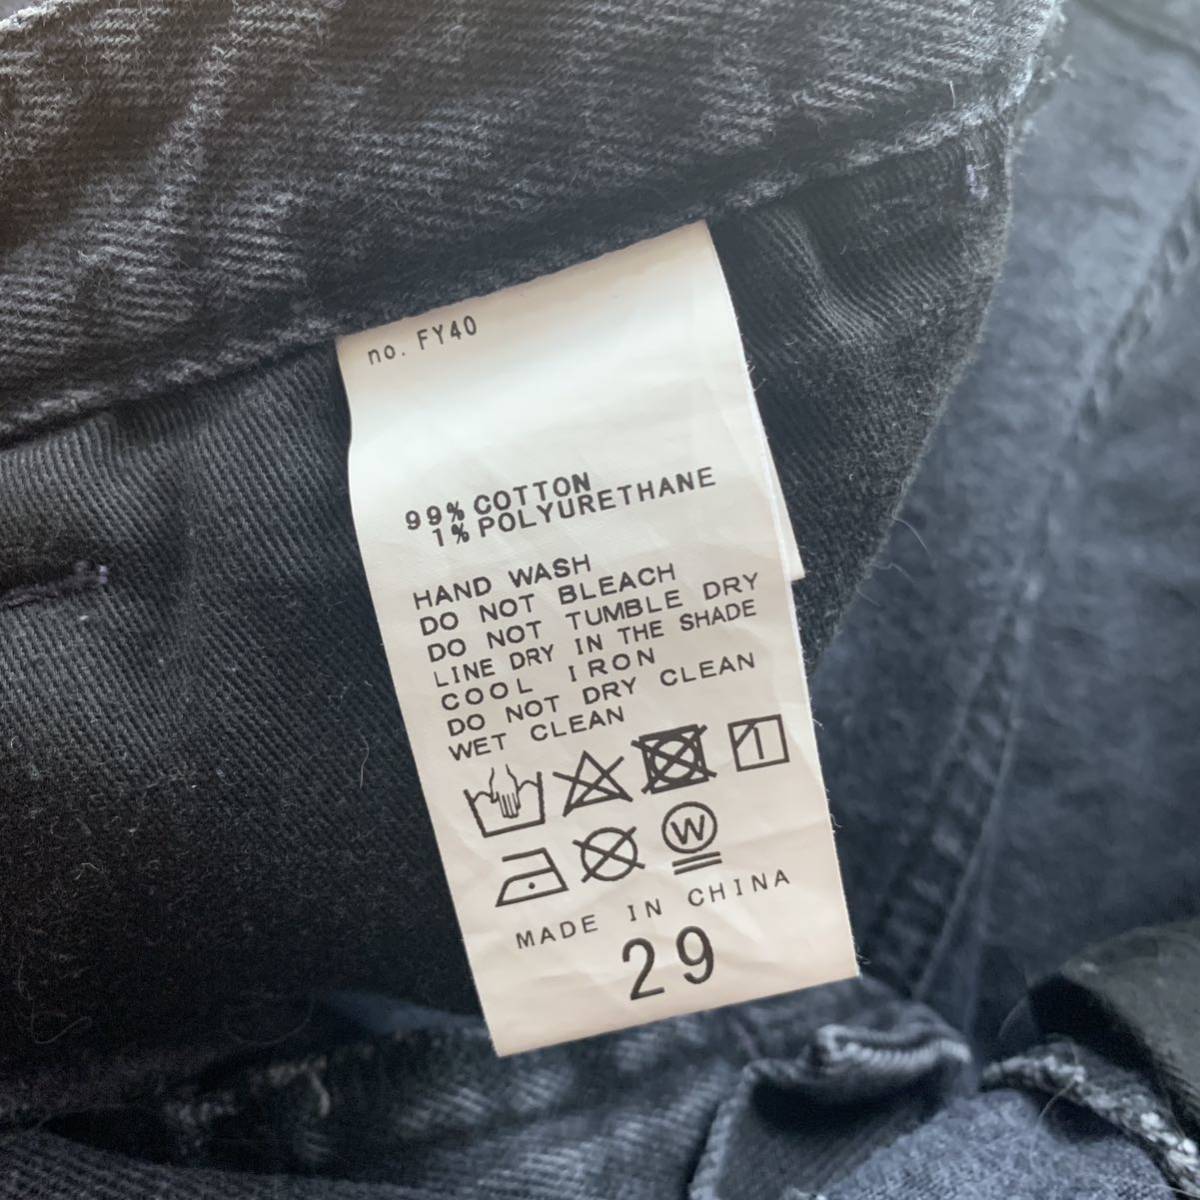 no. FY40
99% COTTON
1% POLYURETHANE
HAND WASH
DO NOT BLEACH
DO NOT TUMBLE DRY
LINE DRY IN THE SHADE
COOL IRON
DO NOT DRY CLEAN
WET CLEAN
W
MADE IN CHINA
29